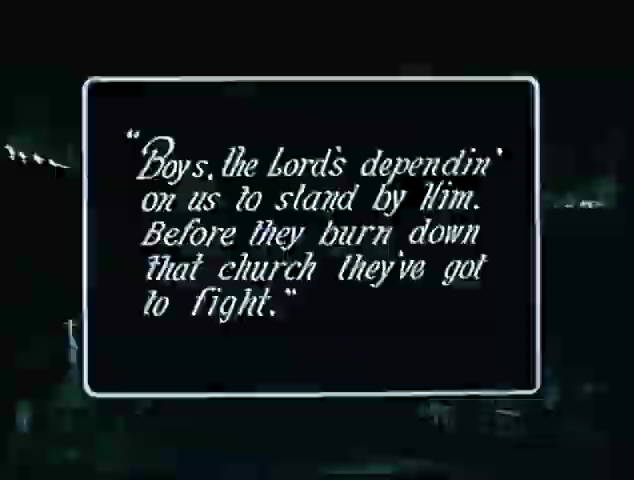 "Boys, the Lord's dependin'
on us to stand by Him.
Before they burn down
that church they've got
to fight."